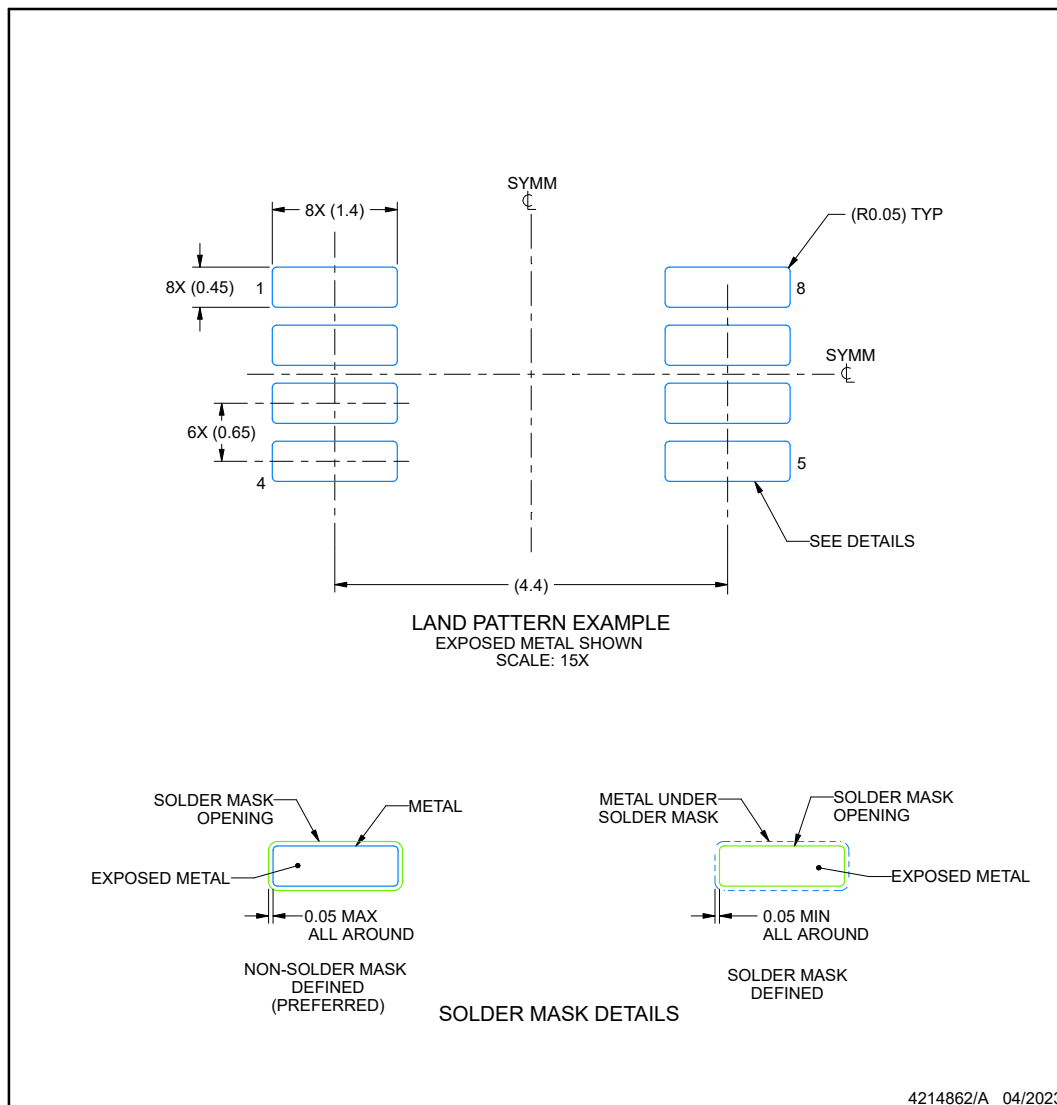 SYMM
℄
8X (1.4)
(R0.05) TYP
8X (0.45)
1
8
SYMM
℄
6X (0.65)
4
5
SEE DETAILS
(4.4)
LAND PATTERN EXAMPLE
EXPOSED METAL SHOWN
SCALE: 15X
SOLDER MASK
OPENING
METAL
EXPOSED METAL
0.05 MAX
ALL AROUND
NON-SOLDER MASK
DEFINED
(PREFERRED)
METAL UNDER
SOLDER MASK
SOLDER MASK
OPENING
EXPOSED METAL
0.05 MIN
ALL AROUND
SOLDER MASK
DEFINED
SOLDER MASK DETAILS
4214862/A 04/2023